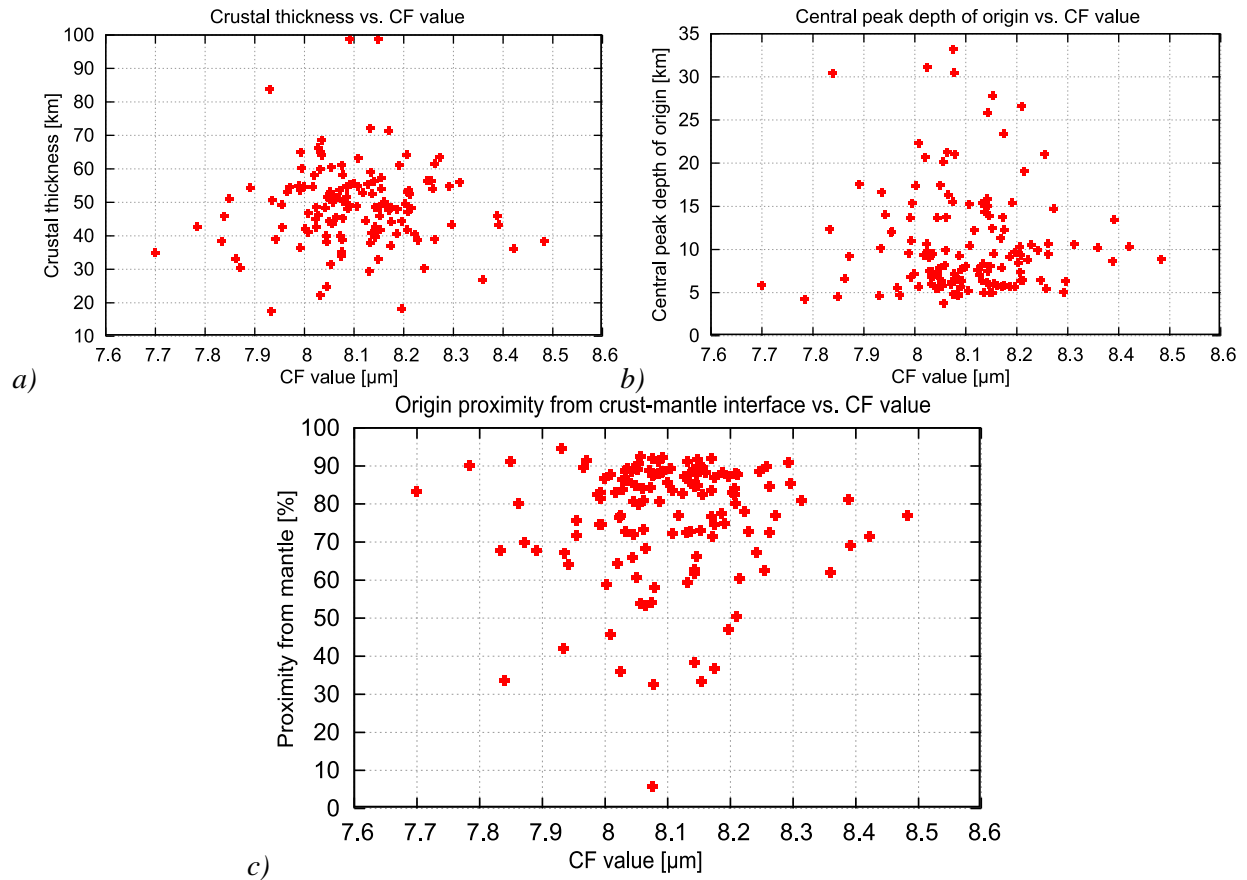 Crustal thickness vs. CF value
Crustal thickness [km]
100
90
80
70
60
50
40
30
20
10
7.6 7.7 7.8 7.9 8 8.1 8.2 8.3 8.4 8.5 8.6
CF value [µm]
a)
Central peak depth of origin vs. CF value
Central peak depth of origin [km]
35
30
25
20
15
10
5
0
7.6 7.7 7.8 7.9 8 8.1 8.2 8.3 8.4 8.5 8.6
CF value [µm]
b)
Origin proximity from crust-mantle interface vs. CF value
Proximity from mantle [%]
100
90
80
70
60
50
40
30
20
10
0
7.6 7.7 7.8 7.9 8 8.1 8.2 8.3 8.4 8.5 8.6
CF value [µm]
c)